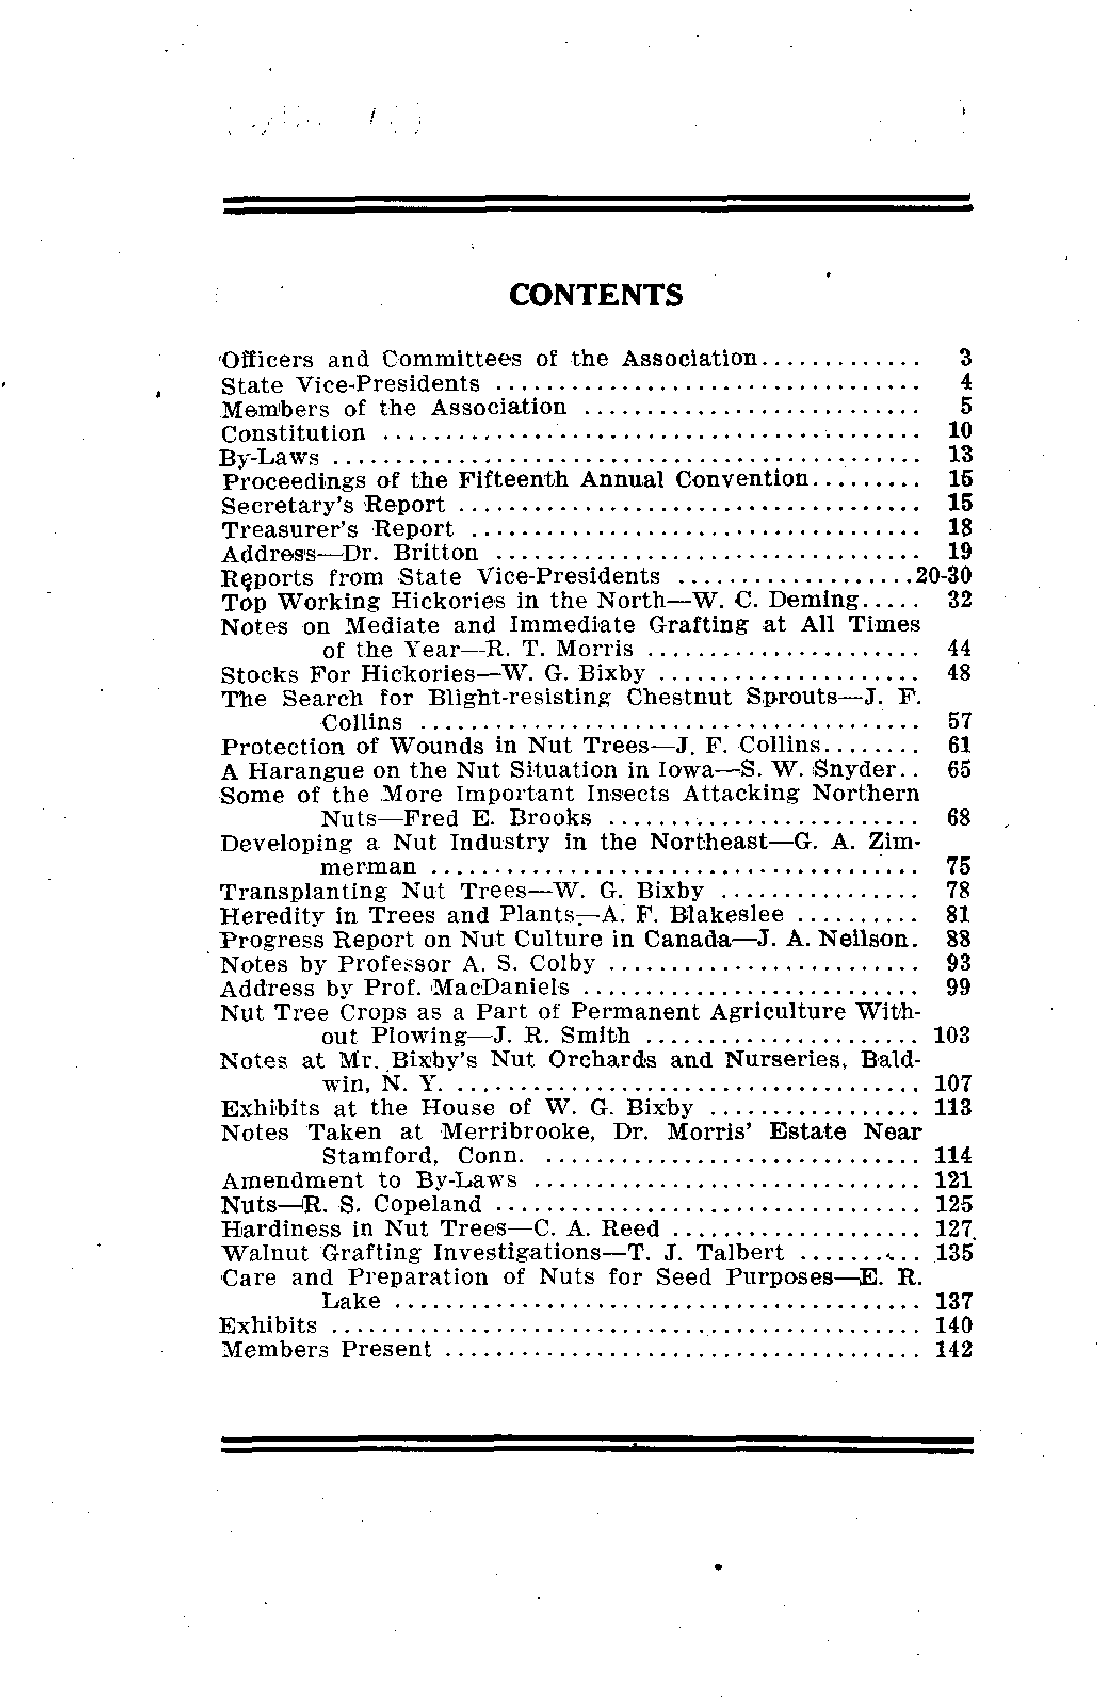 CONTENTS
Officers and Committees of the Association............. 3
State Vice-Presidents .................................. 4
Members of the Association ........................... 5
Constitution ........................................... 10
By-Laws ............................................... 13
Proceedings of the Fifteenth Annual Convention......... 15
Secretary's Report ..................................... 15
Treasurer's Report .................................... 18
Address—Dr. Britton .................................. 19
Reports from State Vice-Presidents ...................20-30
Top Working Hickories in the North—W. C. Deming..... 32
Notes on Mediate and Immediate Grafting at All Times
of the Year—R. T. Morris ...................... 44
Stocks For Hickories—W. G. Bixby ..................... 48
The Search for Blight-resisting Chestnut Sprouts—J. F.
Collins ........................................ 57
Protection of Wounds in Nut Trees—J. F. Collins........ 61
A Harangue on the Nut Situation in Iowa—S. W. Snyder.. 65
Some of the More Important Insects Attacking Northern
Nuts—Fred E. Brooks ......................... 68
Developing a Nut Industry in the Northeast—G. A. Zim-
merman ....................................... 75
Transplanting Nut Trees—W. G. Bixby ................ 78
Heredity in Trees and Plants—A. F. Blakeslee .......... 81
Progress Report on Nut Culture in Canada—J. A. Neilson. 88
Notes by Professor A. S. Colby ......................... 93
Address by Prof. MacDaniels ........................... 99
Nut Tree Crops as a Part of Permanent Agriculture With-
out Plowing—J. R. Smith ...................... 103
Notes at Mr. Bixby's Nut Orchards and Nurseries, Bald-
win, N. Y. ..................................... 107
Exhibits at the House of W. G. Bixby ................. 113
Notes Taken at Merribrooke, Dr. Morris' Estate Near
Stamford, Conn. .............................. 114
Amendment to By-Laws ............................... 121
Nuts—R. S. Copeland .................................. 125
Hardiness in Nut Trees—C. A. Reed .................... 127
Walnut Grafting Investigations—T. J. Talbert .......... 135
Care and Preparation of Nuts for Seed Purposes—E. R.
Lake .......................................... 137
Exhibits ............................................... 140
Members Present ...................................... 142